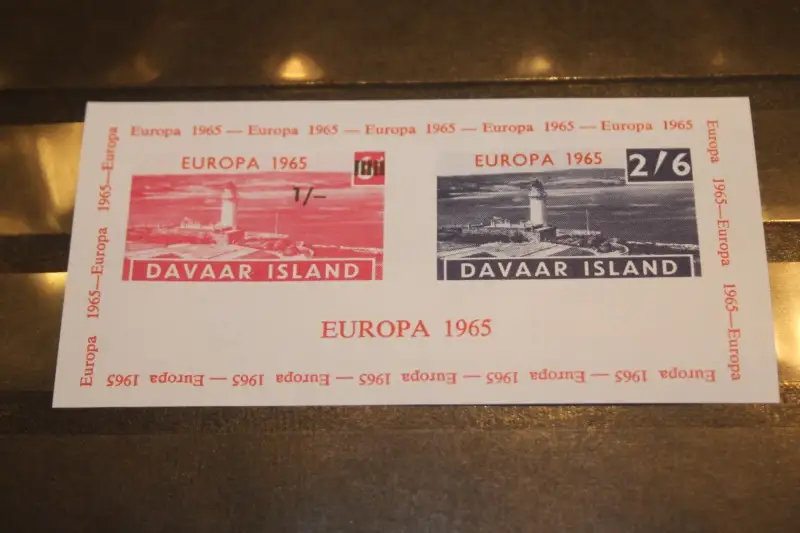 Europa 1965 — Europa 1965 — Europa 1965 — Europa 1965 — Europa 1965
EUROPA 1965
1/-
DAVAAR ISLAND
EUROPA 1965
2/6
DAVAAR ISLAND
EUROPA 1965
Europa 1965—Europa 1965—Europa
Europa 1965 1965—Europa
Europa 1965 — Europa 1965 — Europa 1965 — Europa 1965 — Europa 1965